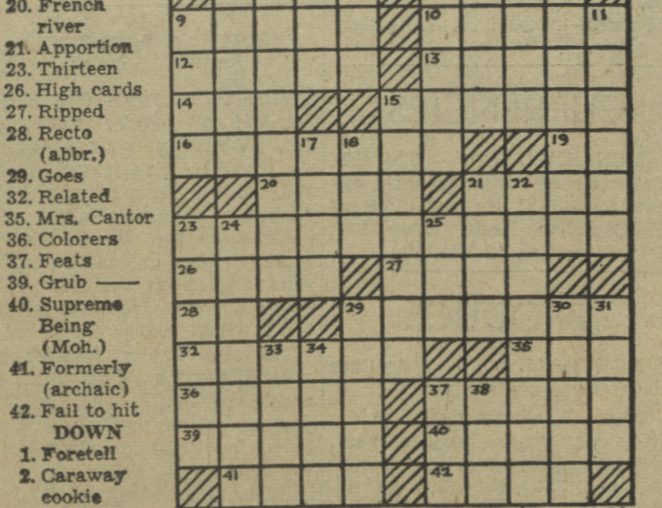 20. French
river
21. Apportion
23. Thirteen
26. High cards
27. Ripped
28. Recto
(abbr.)
29. Goes
32. Related
35. Mrs. Cantor
36. Colorers
37. Feats
39. Grub ——
40. Supreme
Being
(Moh.)
41. Formerly
(archaic)
42. Fail to hit
DOWN
1. Foretell
2. Caraway
cookie
9 10 11
12 13
14 15
16 17 18 19
20 21 22
23 24 25
26 27
28 29 30 31
32 33 34 35
36 37 38
39 40
41 42